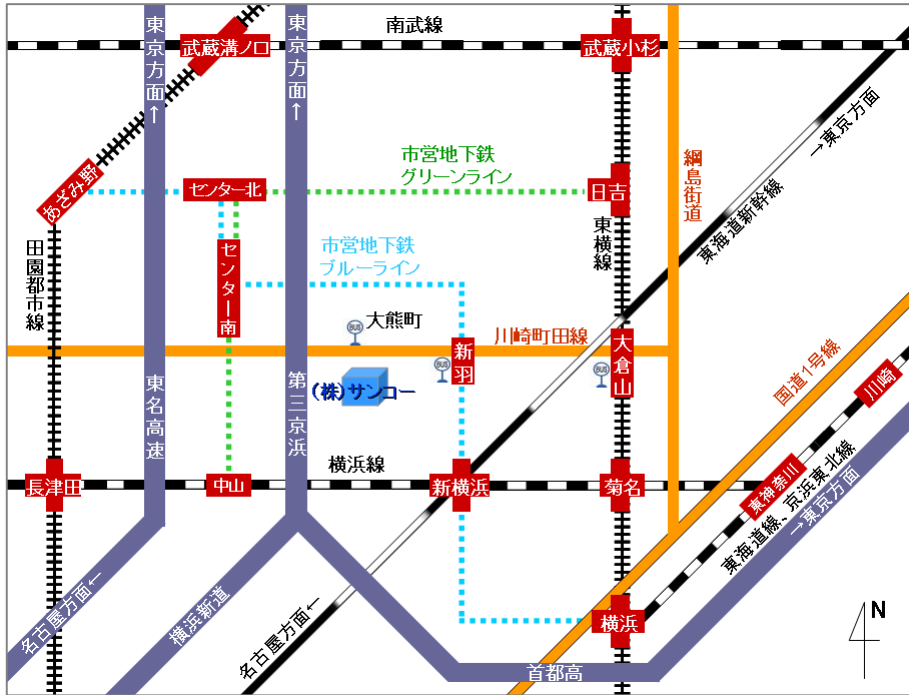 南武線
東京方面→
東京方面→
武蔵溝ノ口
武蔵小杉
→東京方面
市営地下鉄
グリーンライン
綱島街道
あざみ野
センター北
日吉
東海道新幹線
東横線
田園都市線
センター南
市営地下鉄
ブルーライン
大熊町
BUS
川崎町田線
新羽
BUS
大倉山
BUS
国道1号線
川崎
東名高速
第三京浜
(株)サンコー
横浜線
長津田
中山
新横浜
菊名
東神奈川
東海道線、京浜東北線
→東京方面
名古屋方面←
横浜新道
名古屋方面←
横浜
首都高
N